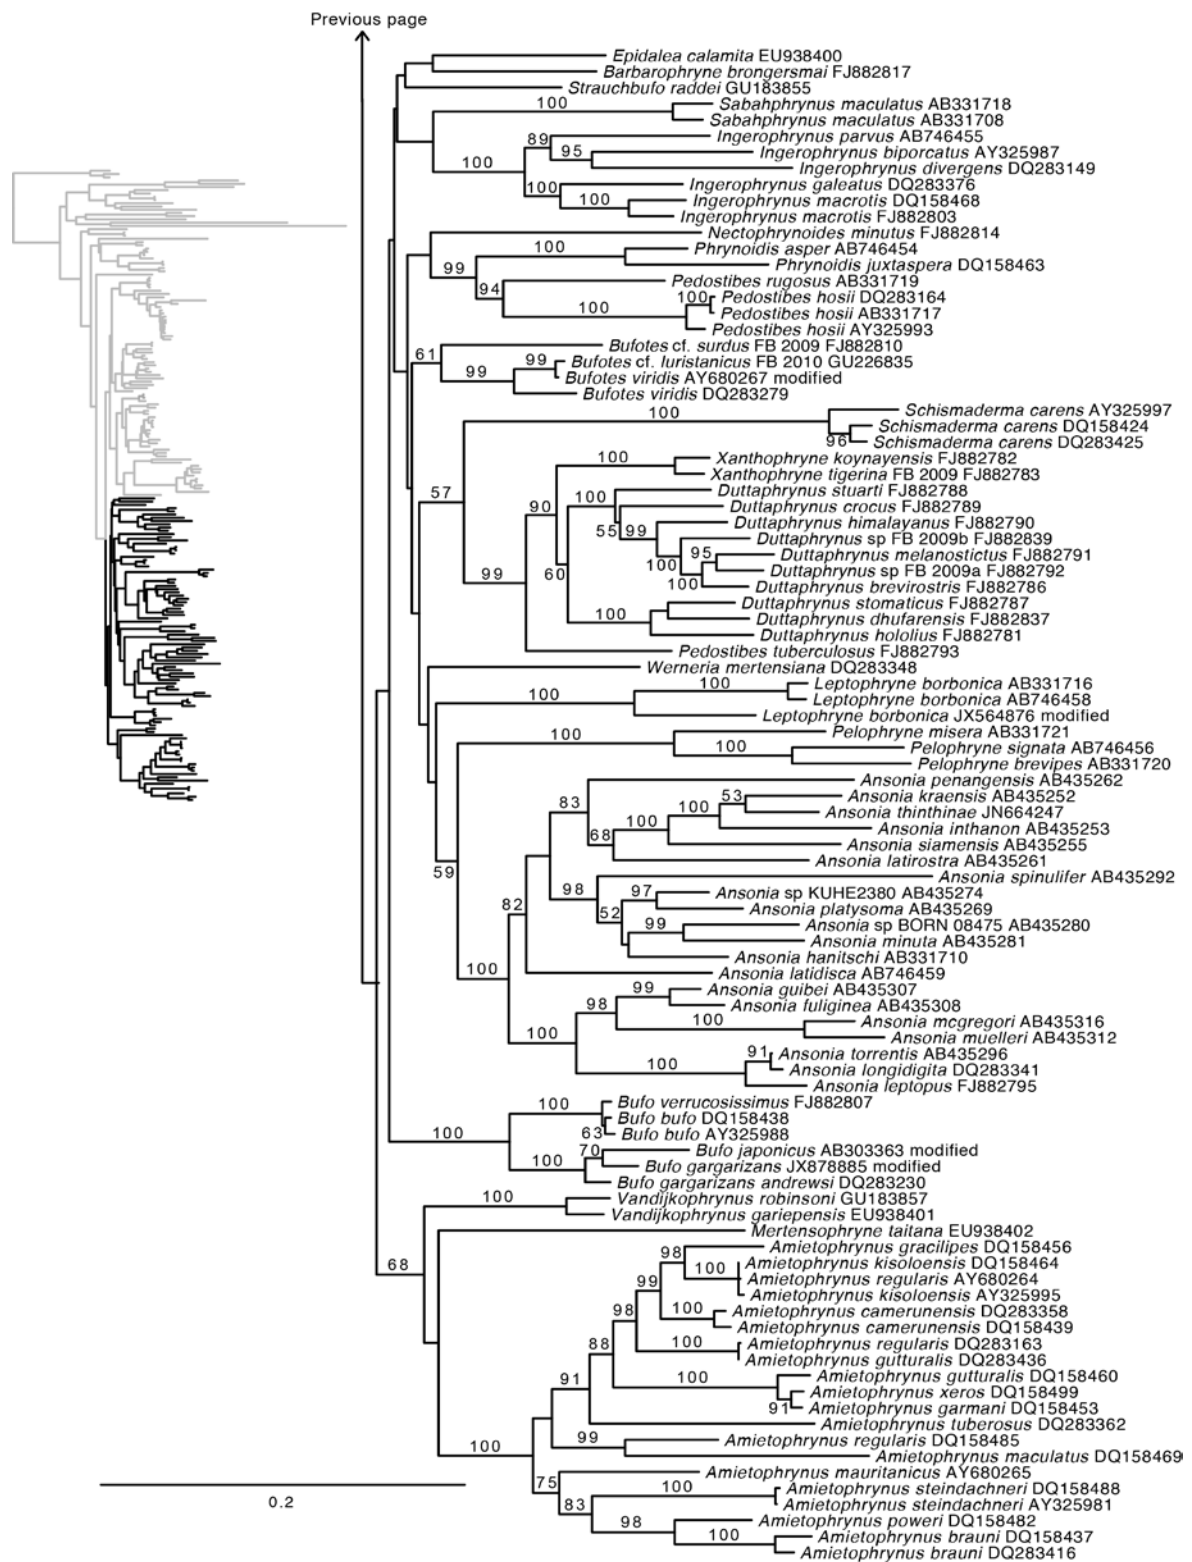 Previous page
Epidalea calamita EU938400
Barbarophryne brongersmai FJ882817
Strauchbufo raddei GU183855
100
Sabahphrynus maculatus AB331718
Sabahphrynus maculatus AB331708
89
Ingerophrynus parvus AB746455
95
Ingerophrynus biporcatus AY325987
100
Ingerophrynus divergens DQ283149
100
Ingerophrynus galeatus DQ283376
100
Ingerophrynus macrotis DQ158468
Ingerophrynus macrotis FJ882803
Nectophrynoides minutus FJ882814
100
Phrynoidis asper AB746454
99
Phrynoidis juxtaspera DQ158463
94
Pedostibes rugosus AB331719
100
Pedostibes hosii DQ283164
100
Pedostibes hosii AB331717
Pedostibes hosii AY325993
61
Bufotes cf. surdus FB 2009 FJ882810
99
Bufotes cf. luristanicus FB 2010 GU226835
99
Bufotes viridis AY680267 modified
Bufotes viridis DQ283279
100
Schismaderma carens AY325997
Schismaderma carens DQ158424
96
Schismaderma carens DQ283425
100
Xanthophryne koynayensis FJ882782
Xanthophryne tigerina FB 2009 FJ882783
57
90
100
Duttaphrynus stuarti FJ882788
Duttaphrynus crocus FJ882789
55
99
Duttaphrynus himalayanus FJ882790
Duttaphrynus sp FB 2009b FJ882839
95
Duttaphrynus melanostictus FJ882791
99
60
100
Duttaphrynus sp FB 2009a FJ882792
100
Duttaphrynus brevirostris FJ882786
Duttaphrynus stomaticus FJ882787
100
Duttaphrynus dhufarensis FJ882837
Duttaphrynus hololius FJ882781
Pedostibes tuberculosus FJ882793
Werneria mertensiana DQ283348
100
Leptophryne borbonica AB331716
100
Leptophryne borbonica AB746458
Leptophryne borbonica JX564876 modified
100
Pelophryne misera AB331721
100
Pelophryne signata AB746456
Pelophryne brevipes AB331720
Ansonia penangensis AB435262
83
53
Ansonia kraensis AB435252
100
Ansonia thinthinae JN664247
100
Ansonia inthanon AB435253
68
Ansonia siamensis AB435255
Ansonia latirostra AB435261
59
Ansonia spinulifer AB435292
98
97
Ansonia sp KUHE2380 AB435274
82
52
Ansonia platysoma AB435269
99
Ansonia sp BORN 08475 AB435280
Ansonia minuta AB435281
Ansonia hanitschi AB331710
100
Ansonia latidisca AB746459
99
Ansonia guibei AB435307
98
Ansonia fuliginea AB435308
100
Ansonia mcgregori AB435316
100
Ansonia muelleri AB435312
91
Ansonia torrentis AB435296
100
Ansonia longidigita DQ283341
Ansonia leptopus FJ882795
100
Bufo verrucosissimus FJ882807
Bufo bufo DQ158438
100
63
Bufo bufo AY325988
70
Bufo japonicus AB303363 modified
100
Bufo gargarizans JX878885 modified
Bufo gargarizans andrewsi DQ283230
100
Vandijkophrynus robinsoni GU183857
Vandijkophrynus gariepensis EU938401
Mertensophryne taitana EU938402
68
98
Amietophrynus gracilipes DQ158456
100
Amietophrynus kisoloensis DQ158464
99
Amietophrynus regularis AY680264
Amietophrynus kisoloensis AY325995
98
100
Amietophrynus camerunensis DQ283358
Amietophrynus camerunensis DQ158439
88
100
Amietophrynus regularis DQ283163
Amietophrynus gutturalis DQ283436
91
100
Amietophrynus gutturalis DQ158460
Amietophrynus xeros DQ158499
91
Amietophrynus garmani DQ158453
Amietophrynus tuberosus DQ283362
100
99
Amietophrynus regularis DQ158485
Amietophrynus maculatus DQ158469
75
Amietophrynus mauritanicus AY680265
100
Amietophrynus steindachneri DQ158488
83
Amietophrynus steindachneri AY325981
98
Amietophrynus poweri DQ158482
100
Amietophrynus brauni DQ158437
Amietophrynus brauni DQ283416
0.2